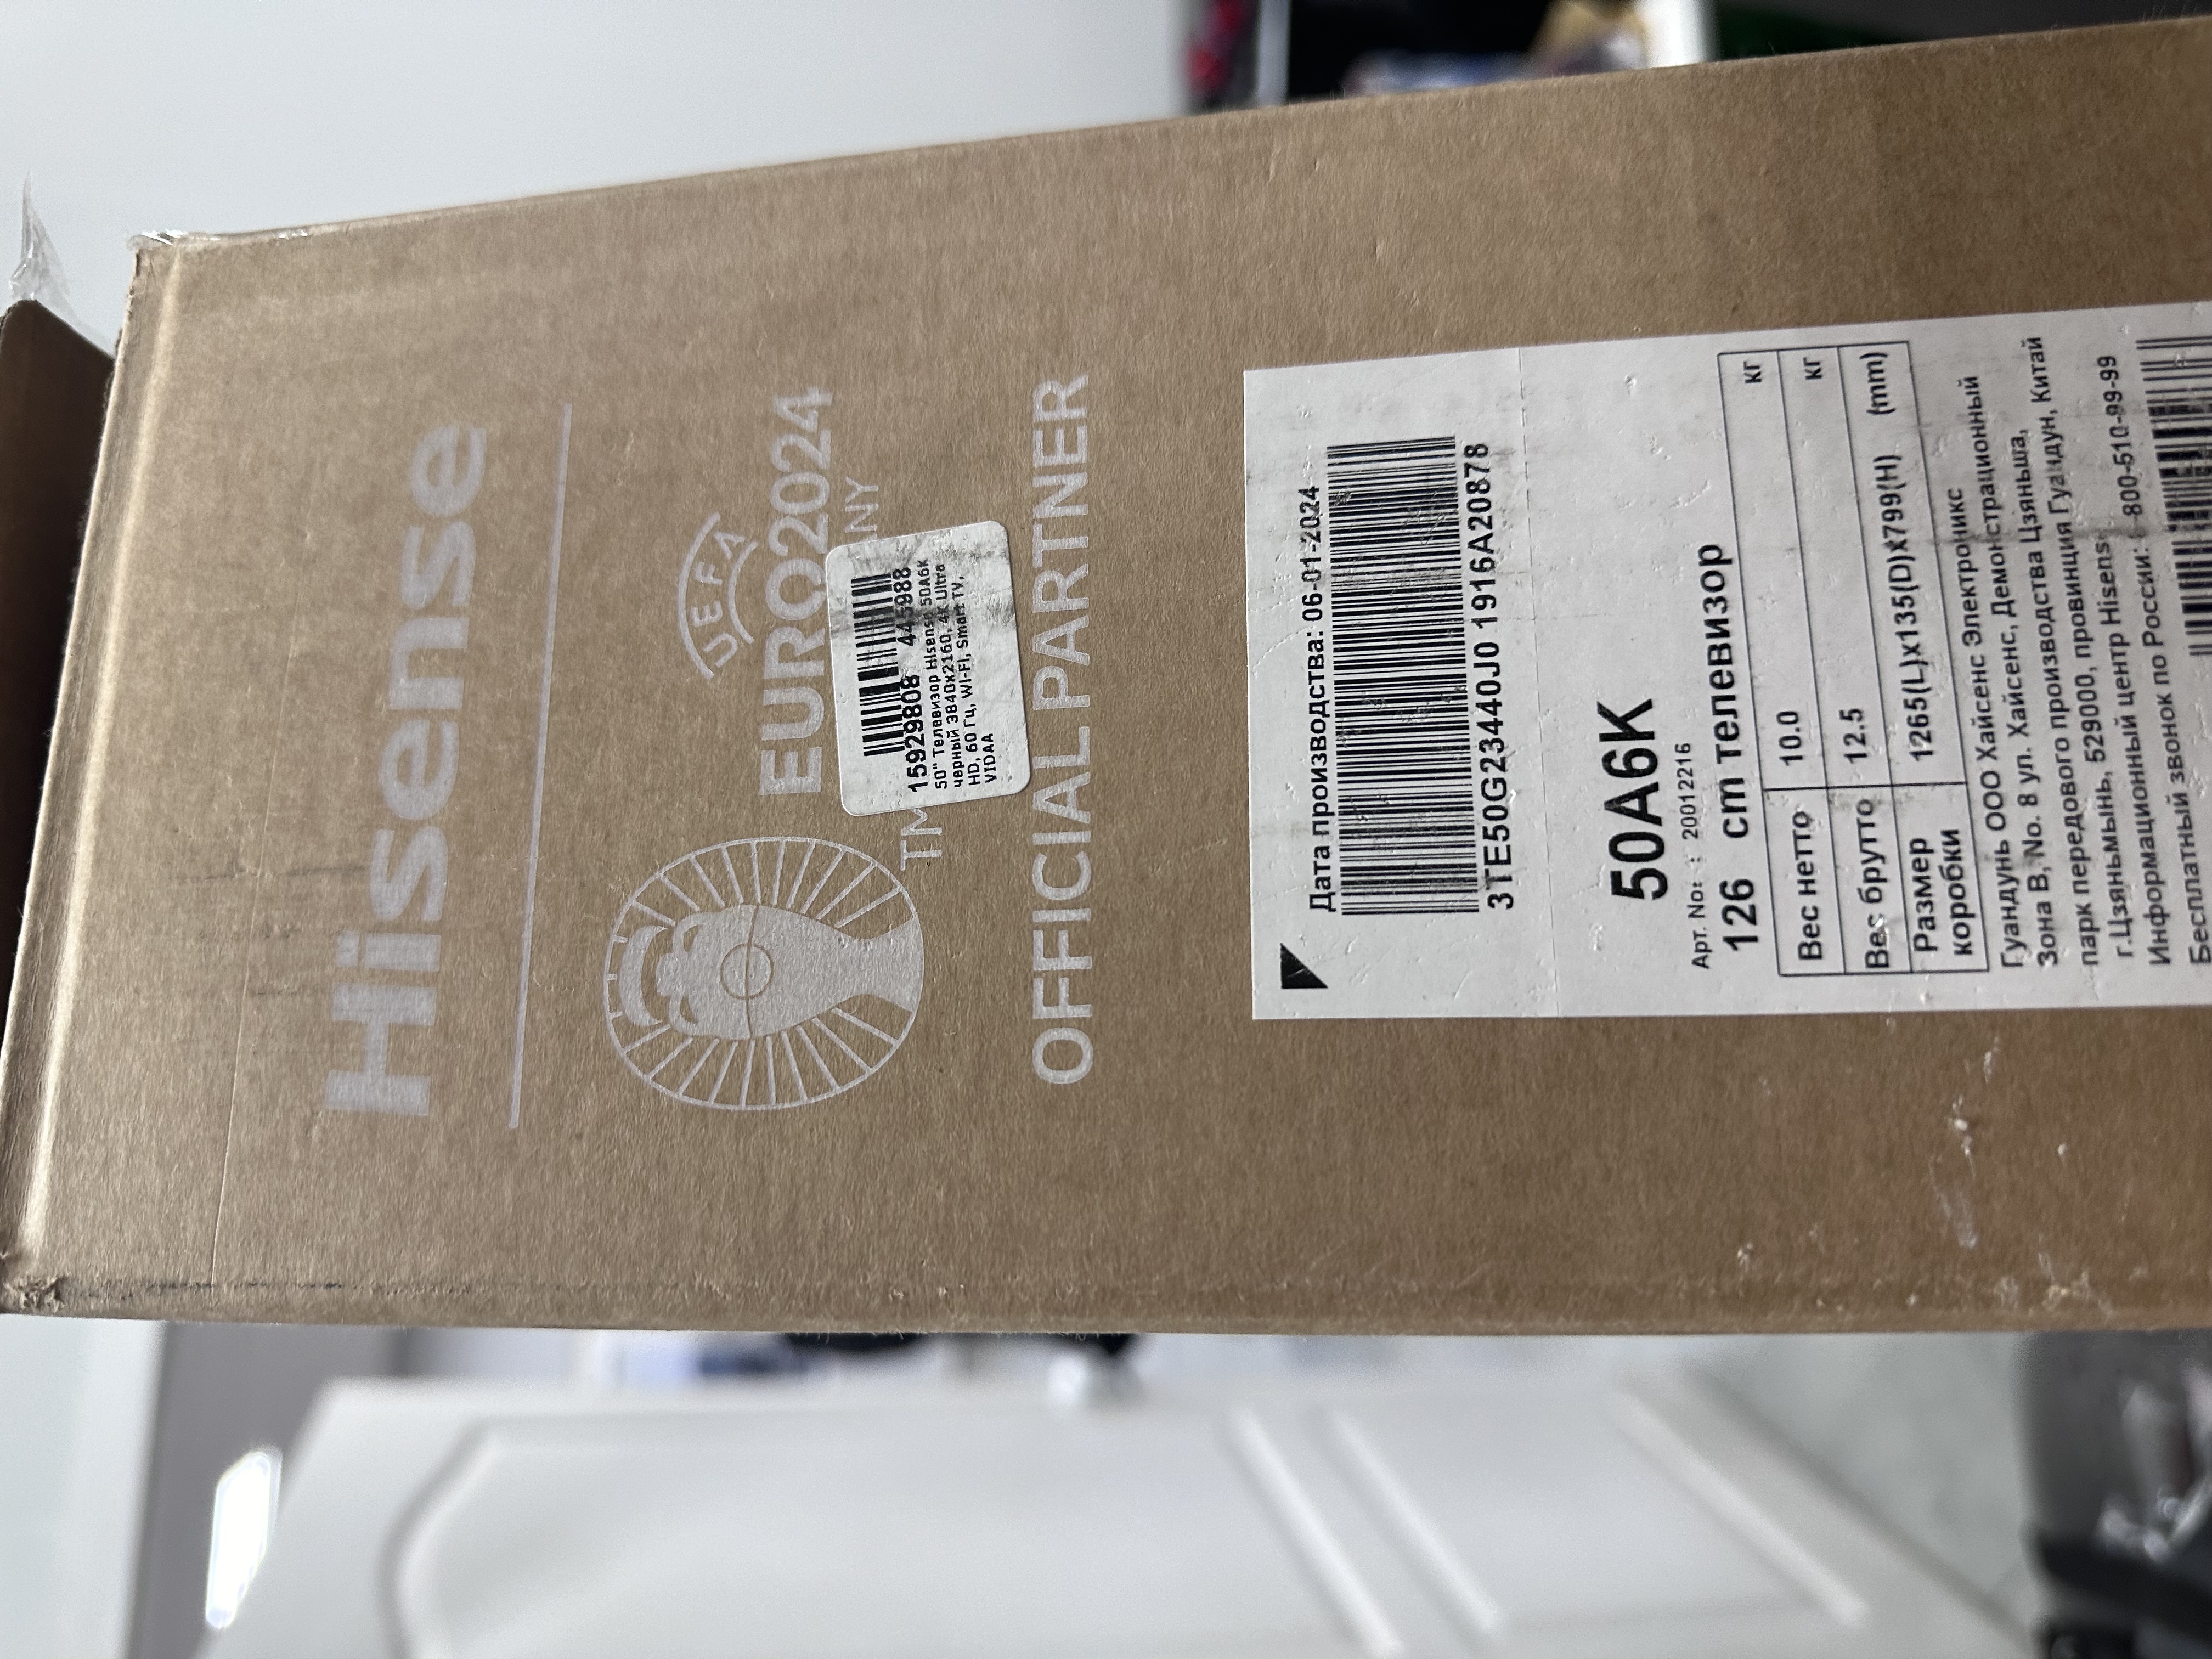 Hisense
UEFA
EURO2024
NY
TM
OFFICIAL PARTNER
15929808 445988
50" Телевизор Hisense 50A6K
черный 3840x2160, 4K Ultra
HD, 60 Гц, Wi-Fi, Smart TV,
VIDAA
Дата производства: 06-01-2024
3TE50G23440J0 1916A20878
50A6K
Арт. No: : 20012216
126 cm телевизор
Вес нетто 10.0 кг
Вес брутто 12.5 кг
Размер коробки 1265(L)x135(D)x799(H) (mm)
Гуандунь ООО Хайсенс Электроникс
Зона B, No. 8 ул. Хайсенс, Демонстрационный
парк передового производства Цзяньша,
г.Цзяньмынь, 529000, провинция Гуандун, Китай
Информационный центр Hisens
Бесплатный звонок по России: -800-510-99-99